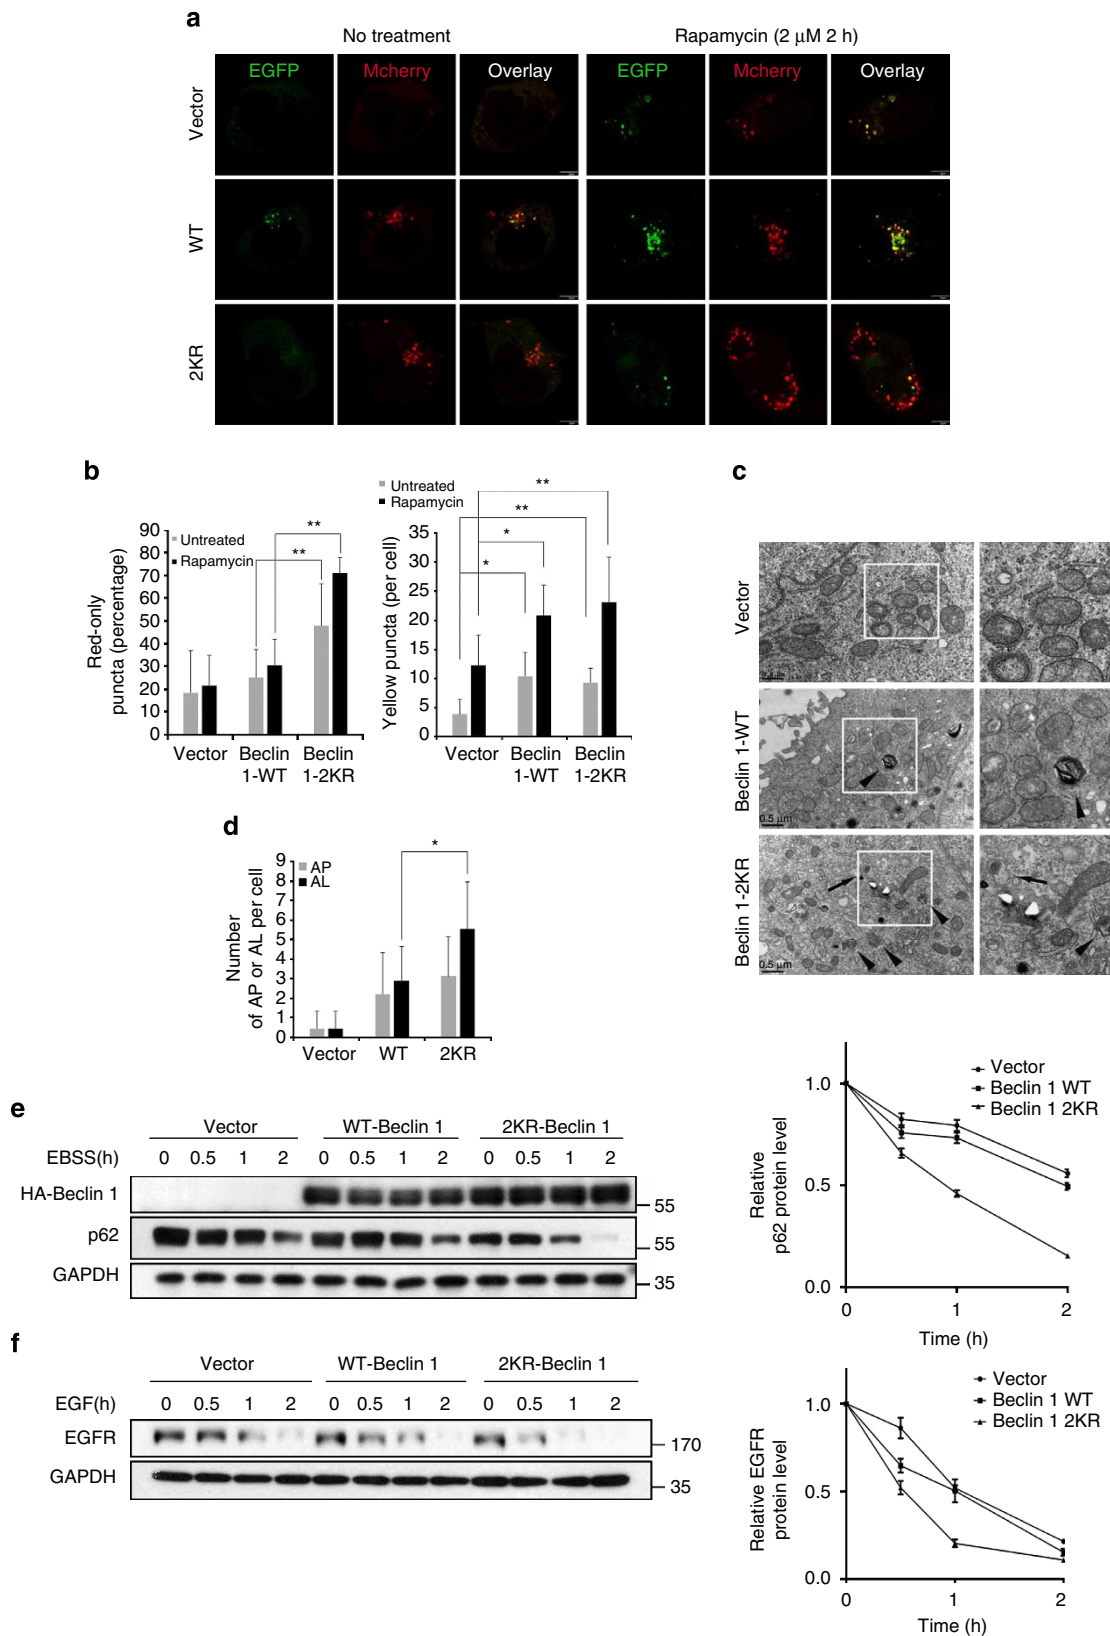 a
No treatment
Rapamycin (2 μM 2 h)
EGFP
Mcherry
Overlay
EGFP
Mcherry
Overlay
Vector
WT
2KR
b
Untreated
Rapamycin
Red-only
puncta (percentage)
90
80
70
60
50
40
30
20
10
0
**
**
Vector
Beclin
1-WT
Beclin
1-2KR
Untreated
Rapamycin
Yellow puncta (per cell)
35
30
25
20
15
10
5
0
**
**
*
*
Vector
Beclin
1-WT
Beclin
1-2KR
c
Vector
Beclin 1-WT
0.5 μm
Beclin 1-2KR
0.5 μm
d
AP
AL
Number
of AP or AL per cell
9
8
7
6
5
4
3
2
1
0
*
Vector
WT
2KR
e
Vector
WT-Beclin 1
2KR-Beclin 1
EBSS(h) 0 0.5 1 2 0 0.5 1 2 0 0.5 1 2
HA-Beclin 1
55
p62
55
GAPDH
35
Vector
Beclin 1 WT
Beclin 1 2KR
Relative
p62 protein level
1.0
0.5
0.0
0 1 2
Time (h)
f
Vector
WT-Beclin 1
2KR-Beclin 1
EGF(h) 0 0.5 1 2 0 0.5 1 2 0 0.5 1 2
EGFR
170
GAPDH
35
Vector
Beclin 1 WT
Beclin 1 2KR
Relative EGFR
protein level
1.0
0.5
0.0
0 1 2
Time (h)